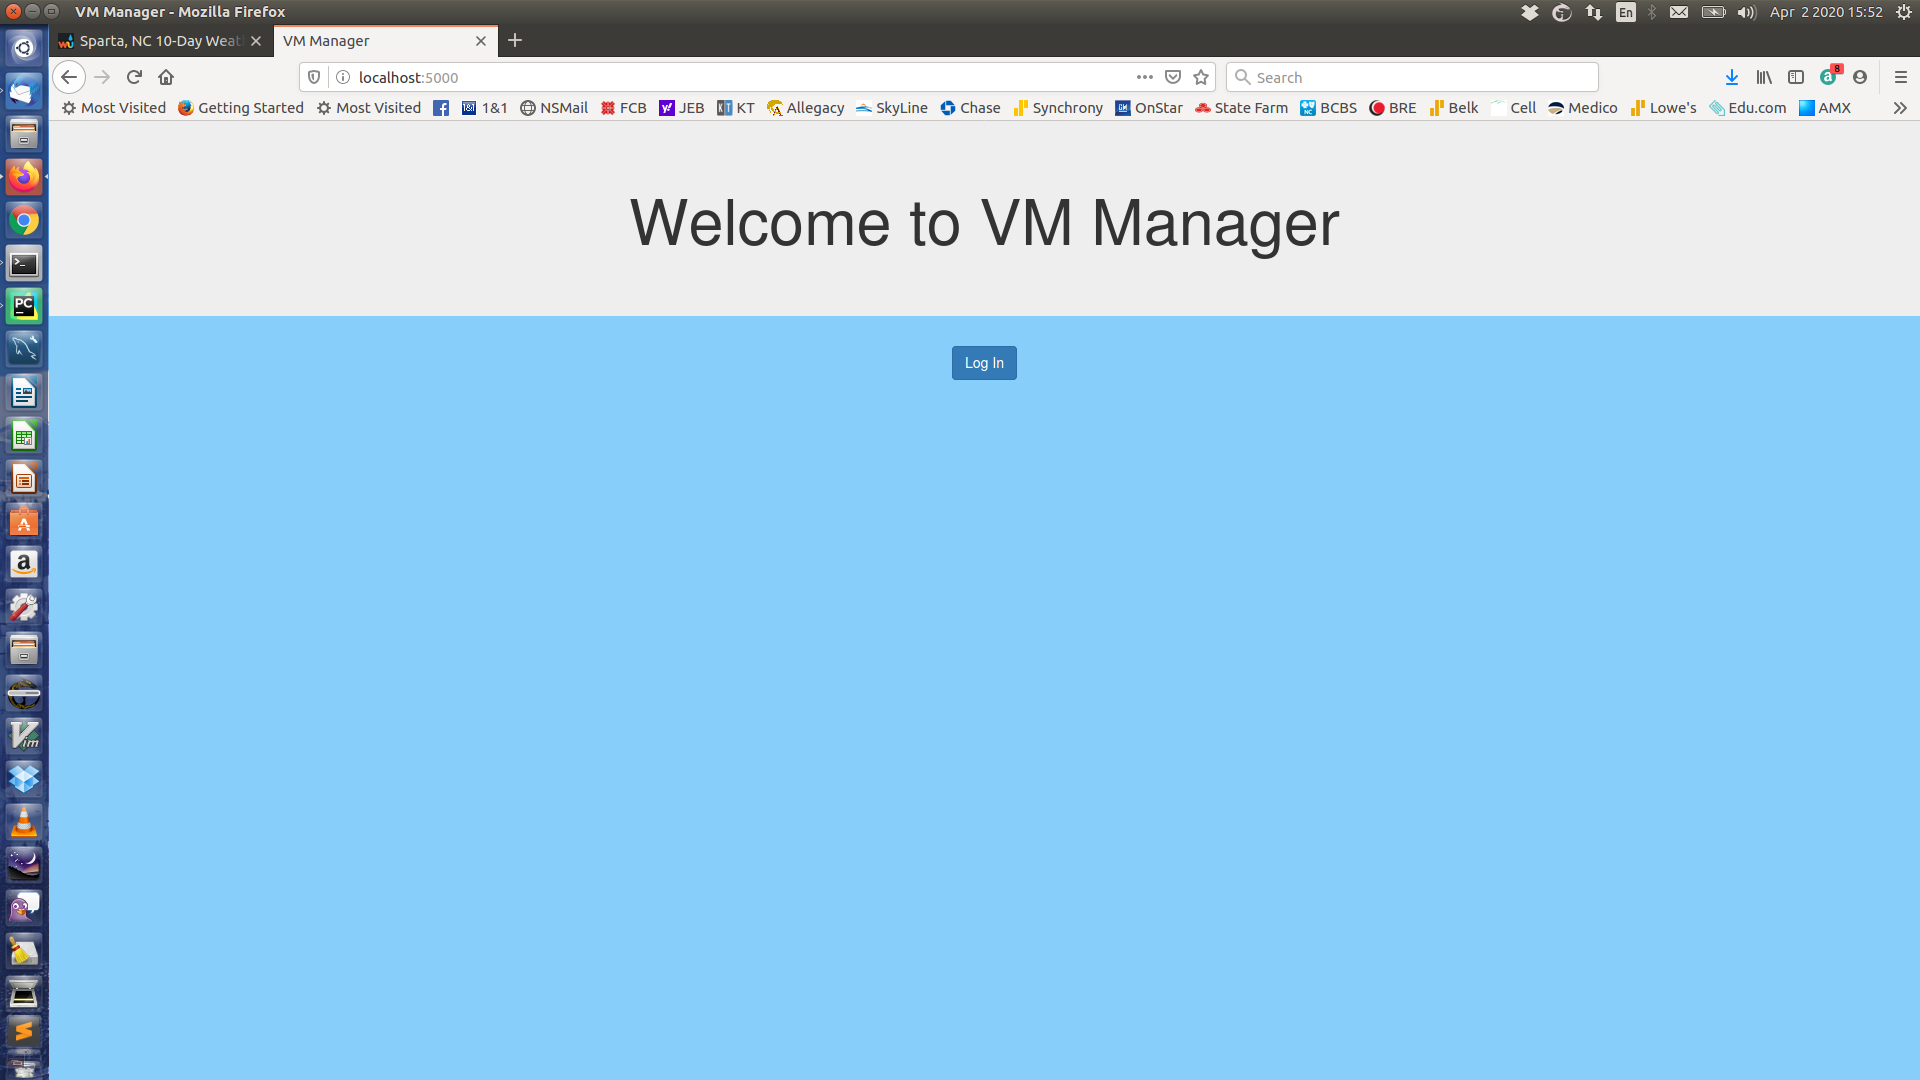 VM Manager - Mozilla Firefox
En
Apr 2 2020 15:52
Sparta, NC 10-Day Weat
VM Manager
localhost:5000
Search
8
Most Visited Getting Started Most Visited 1&1 NSMail FCB JEB KT Allegacy SkyLine Chase Synchrony OnStar State Farm BCBS BRE Belk Cell Medico Lowe's Edu.com AMX
Welcome to VM Manager
Log In